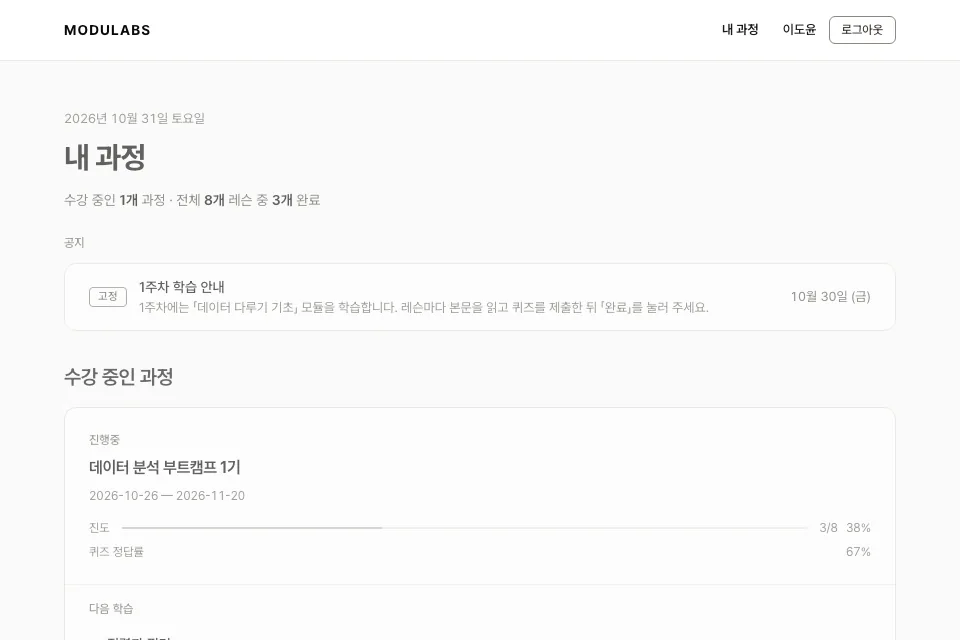 MODULABS
내 과정
이도윤
로그아웃
2026년 10월 31일 토요일
내 과정
수강 중인 1개 과정 · 전체 8개 레슨 중 3개 완료
공지
고정
1주차 학습 안내
1주차에는 「데이터 다루기 기초」 모듈을 학습합니다. 레슨마다 본문을 읽고 퀴즈를 제출한 뒤 「완료」를 눌러 주세요.
10월 30일 (금)
수강 중인 과정
진행중
데이터 분석 부트캠프 1기
2026-10-26 — 2026-11-20
진도 3/8 38%
퀴즈 정답률 67%
다음 학습